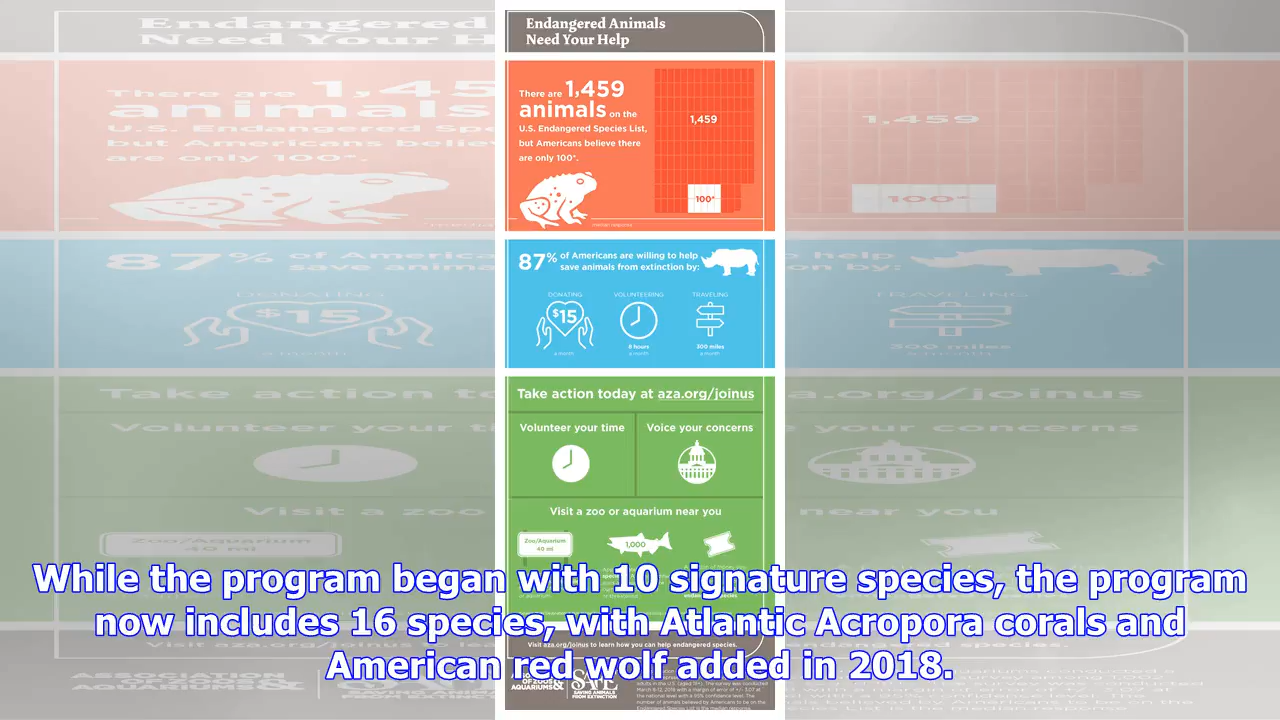 Endangered Animals
Need Your Help
There are 1,459
animals on the
U.S. Endangered Species List,
but Americans believe there
are only 100*.
1,459
100*
*median response
87% of Americans are willing to help
save animals from extinction by:
DONATING
VOLUNTEERING
TRAVELING
$15
a month
8 hours
a month
300 miles
a month
Take action today at aza.org/joinus
Volunteer your time
Voice your concerns
Visit a zoo or aquarium near you
Zoo/Aquarium
40 mi
1,000
While the program began with 10 signature species, the program
now includes 16 species, with Atlantic Acropora corals and
American red wolf added in 2018.
Visit aza.org/joinus to learn how you can help endangered species.
OF ZOOS
AQUARIUMS
SAFE
SAVING ANIMALS
FROM EXTINCTION